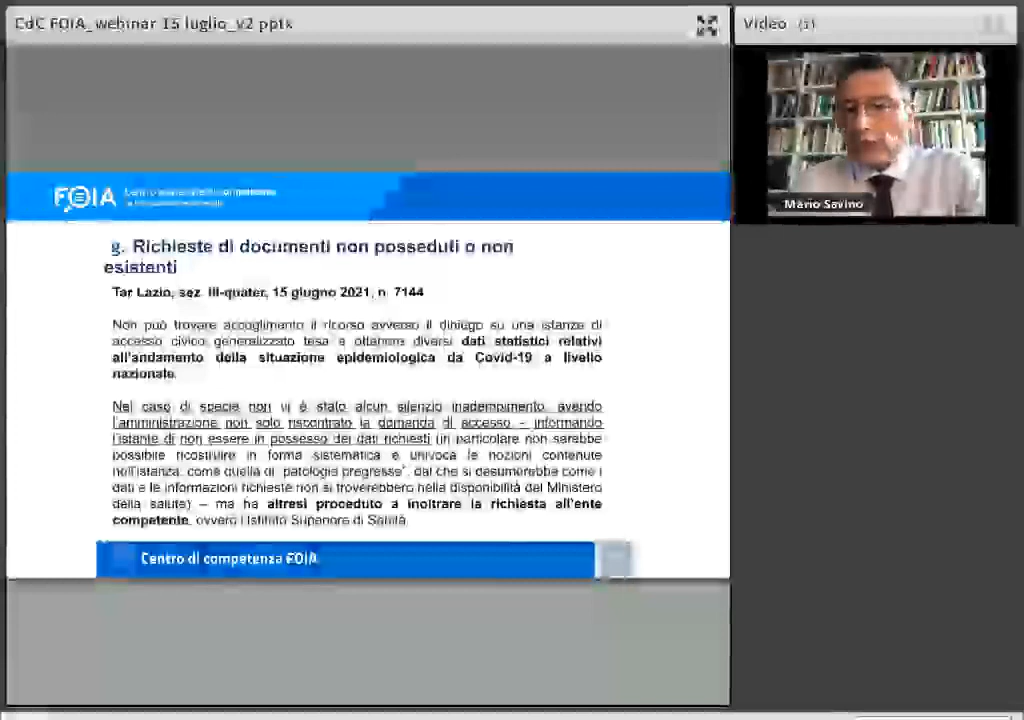 CdC FOIA_webinar 15 luglio_v2 pptx
Video (1)
Mario Savino
FOIA
g. Richieste di documenti non posseduti o non
esistenti
Tar Lazio, sez. III-quater, 15 giugno 2021, n. 7144
Non può trovare accoglimento il ricorso avverso il diniego su una istanza di
accesso civico generalizzato tesa a ottenere diversi dati statistici relativi
all'andamento della situazione epidemiologica da Covid-19 a livello
nazionale.
Nel caso di specie non vi è stato alcun silenzio inadempimento, avendo
l'amministrazione non solo riscontrato la domanda di accesso – informando
l'istante di non essere in possesso dei dati richiesti (in particolare non sarebbe
possibile ricostruire in forma sistematica e univoca le nozioni contenute
nell'istanza, come quella di "patologie pregresse", dal che si desumerebbe come i
dati e le informazioni richieste non si troverebbero nella disponibilità del Ministero
della salute) – ma ha altresì proceduto a inoltrare la richiesta all'ente
competente, ovvero l'Istituto Superiore di Sanità.
Centro di competenza FOIA